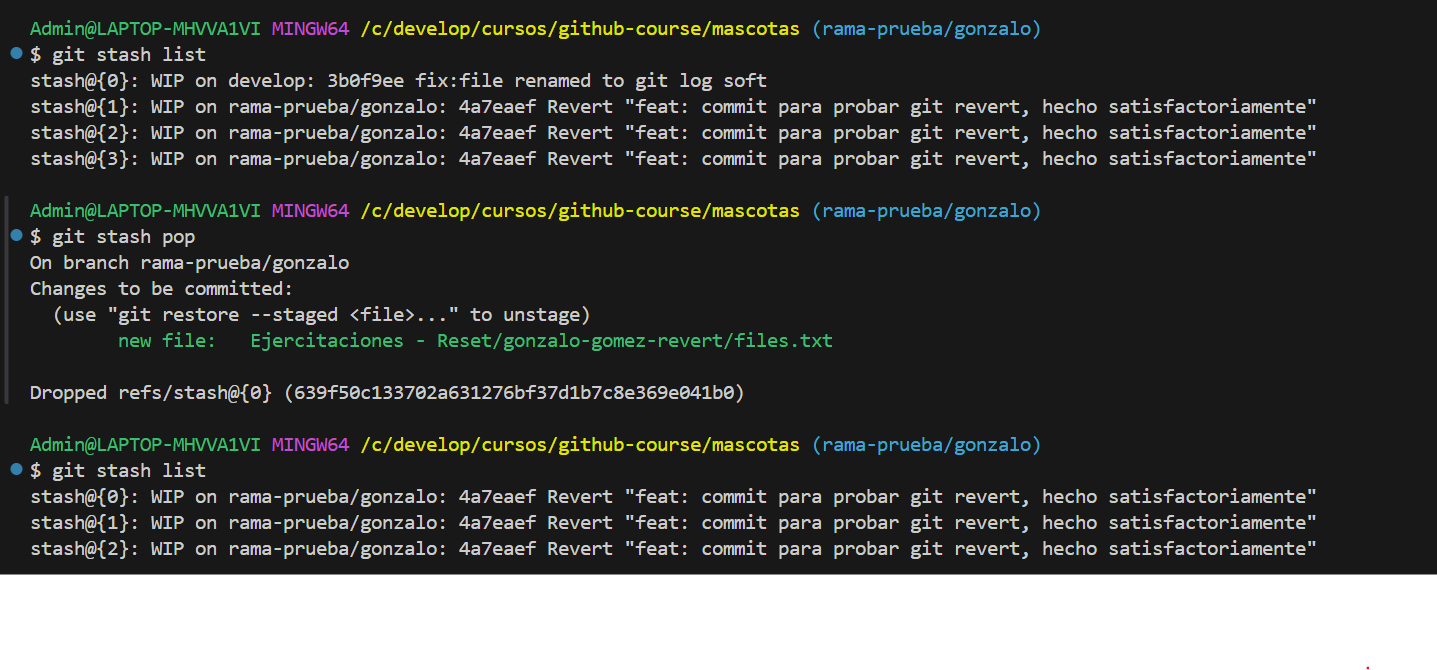 Admin@LAPTOP-MHVVA1VI MINGW64 /c/develop/cursos/github-course/mascotas (rama-prueba/gonzalo)
$ git stash list
stash@{0}: WIP on develop: 3b0f9ee fix:file renamed to git log soft
stash@{1}: WIP on rama-prueba/gonzalo: 4a7eaef Revert "feat: commit para probar git revert, hecho satisfactoriamente"
stash@{2}: WIP on rama-prueba/gonzalo: 4a7eaef Revert "feat: commit para probar git revert, hecho satisfactoriamente"
stash@{3}: WIP on rama-prueba/gonzalo: 4a7eaef Revert "feat: commit para probar git revert, hecho satisfactoriamente"
Admin@LAPTOP-MHVVA1VI MINGW64 /c/develop/cursos/github-course/mascotas (rama-prueba/gonzalo)
$ git stash pop
On branch rama-prueba/gonzalo
Changes to be committed:
  (use "git restore --staged <file>..." to unstage)
        new file:   Ejercitaciones - Reset/gonzalo-gomez-revert/files.txt
Dropped refs/stash@{0} (639f50c133702a631276bf37d1b7c8e369e041b0)
Admin@LAPTOP-MHVVA1VI MINGW64 /c/develop/cursos/github-course/mascotas (rama-prueba/gonzalo)
$ git stash list
stash@{0}: WIP on rama-prueba/gonzalo: 4a7eaef Revert "feat: commit para probar git revert, hecho satisfactoriamente"
stash@{1}: WIP on rama-prueba/gonzalo: 4a7eaef Revert "feat: commit para probar git revert, hecho satisfactoriamente"
stash@{2}: WIP on rama-prueba/gonzalo: 4a7eaef Revert "feat: commit para probar git revert, hecho satisfactoriamente"